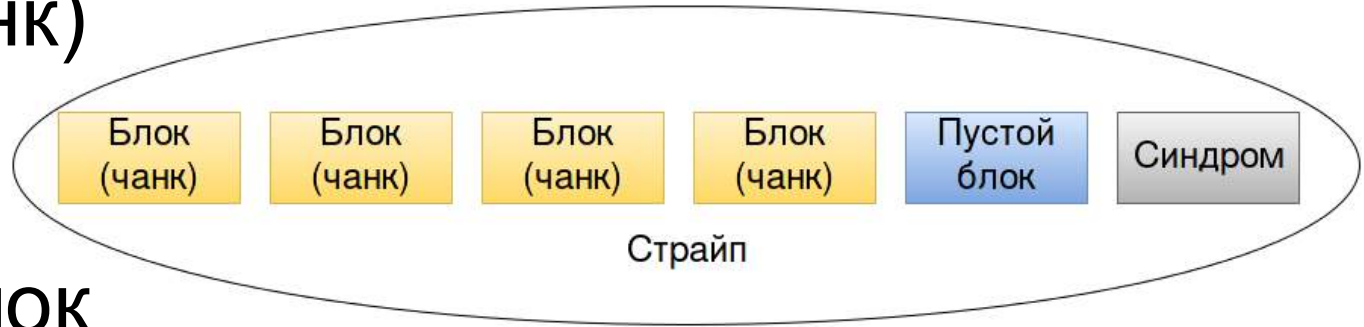 нк)
Блок
(чанк)
Блок
(чанк)
Блок
(чанк)
Блок
(чанк)
Пустой
блок
Синдром
Страйп
лок